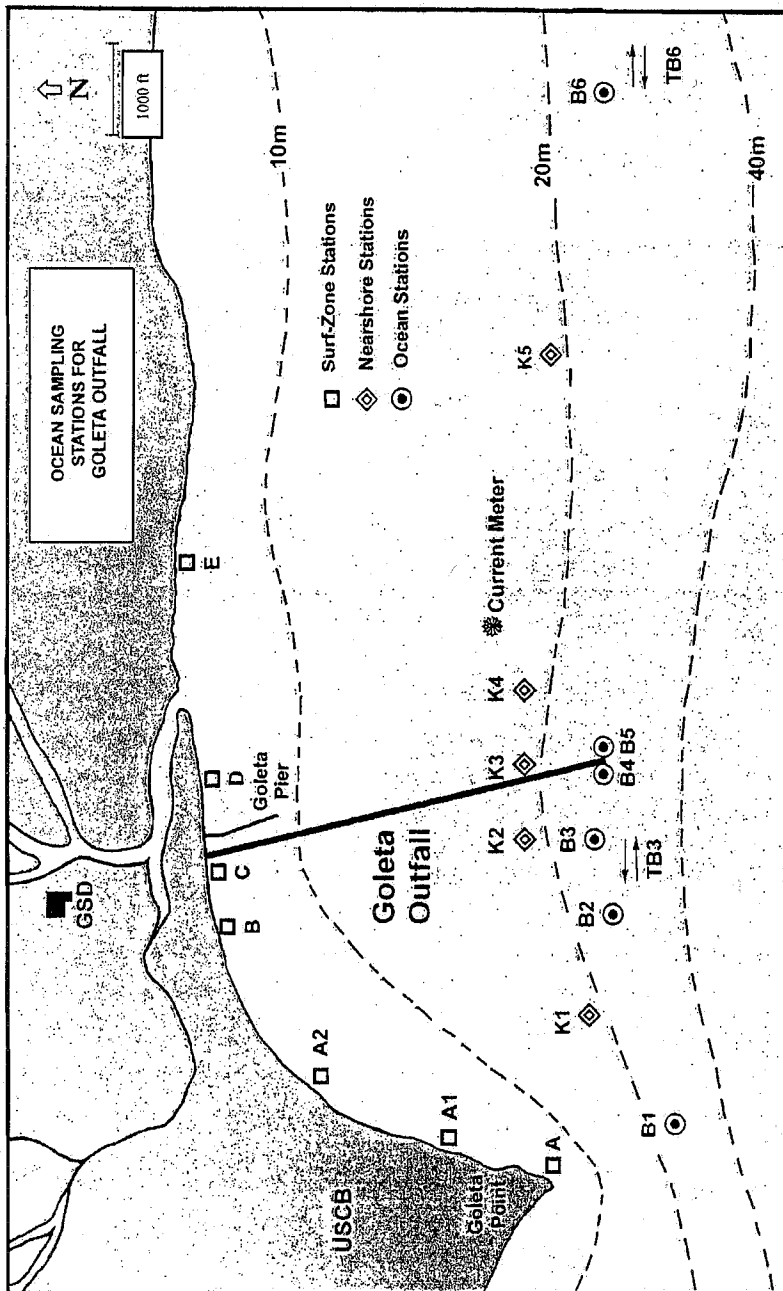 OCEAN SAMPLING
STATIONS FOR
GOLETA OUTFALL
N
1000 ft
GSD
USCB
Goleta
Point
A
A1
A2
B
C
D
E
Goleta
Pier
10m
Surf-Zone Stations
Nearshore Stations
Ocean Stations
Goleta
Outfall
Current Meter
K1
K2
K3
K4
K5
20m
B1
B2
B3
B4 B5
B6
TB3
TB6
40m